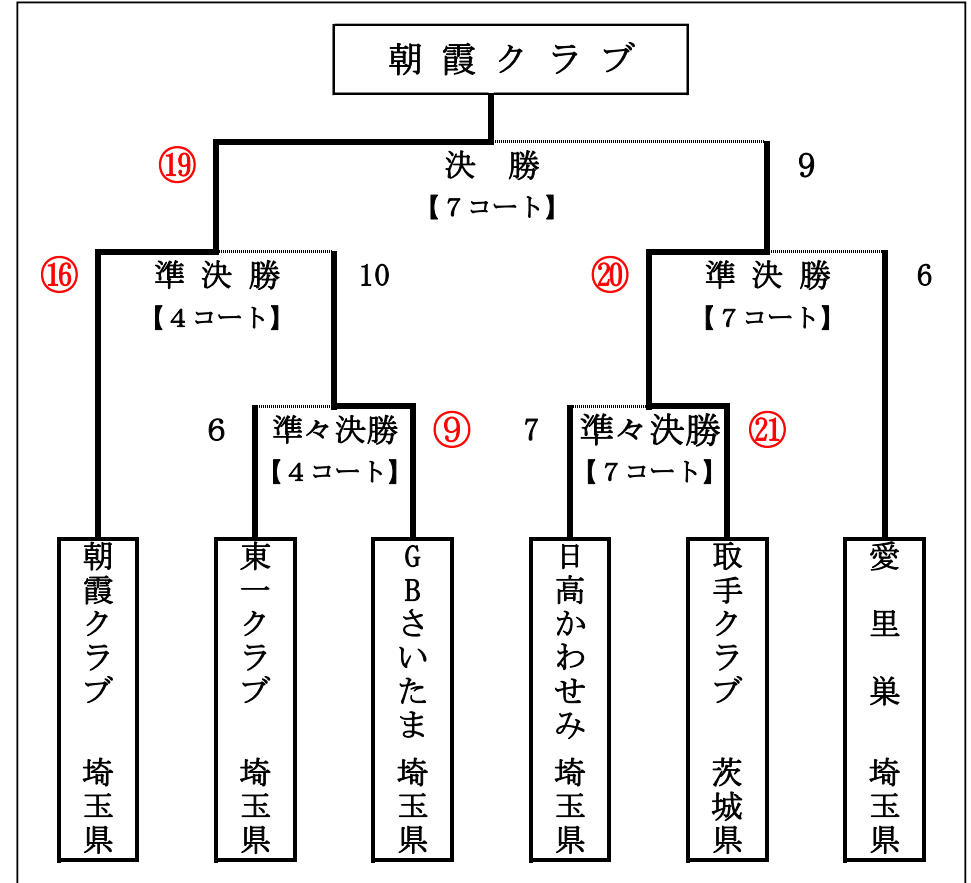 朝霞クラブ
⑲
決勝
9
【7コート】
⑯
準決勝
10
⑳
準決勝
6
【4コート】
【7コート】
6
準々決勝
⑨
7
準々決勝
㉑
【4コート】
【7コート】
朝霞クラブ 埼玉県
東一クラブ 埼玉県
GBさいたま 埼玉県
日高かわせみ 埼玉県
取手クラブ 茨城県
愛里巣 埼玉県